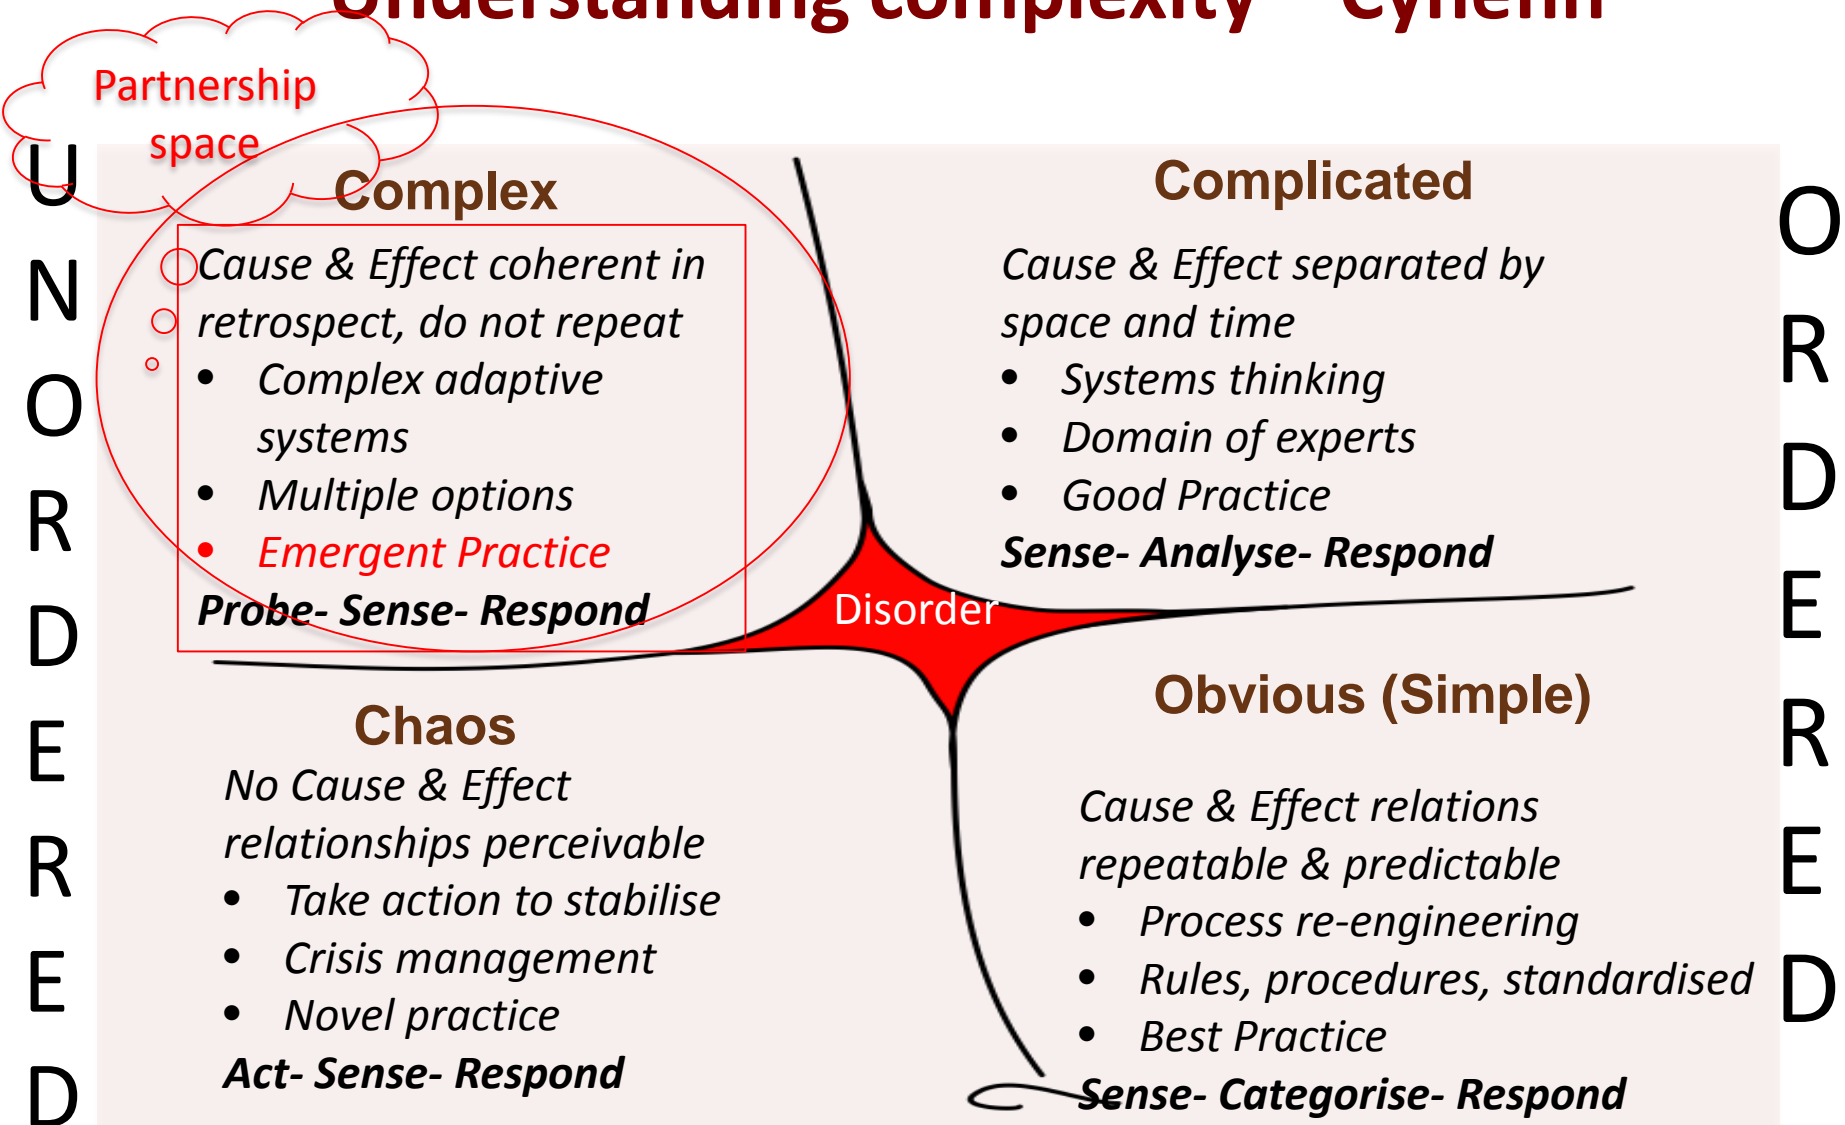 Understanding complexity Cynefin
Partnership
space
UNORDERED
Complex
Cause & Effect coherent in
retrospect, do not repeat
• Complex adaptive
systems
• Multiple options
• Emergent Practice
Probe- Sense- Respond
Complicated
Cause & Effect separated by
space and time
• Systems thinking
• Domain of experts
• Good Practice
Sense- Analyse- Respond
Disorder
Chaos
No Cause & Effect
relationships perceivable
• Take action to stabilise
• Crisis management
• Novel practice
Act- Sense- Respond
Obvious (Simple)
Cause & Effect relations
repeatable & predictable
• Process re-engineering
• Rules, procedures, standardised
• Best Practice
Sense- Categorise- Respond
ORDERED